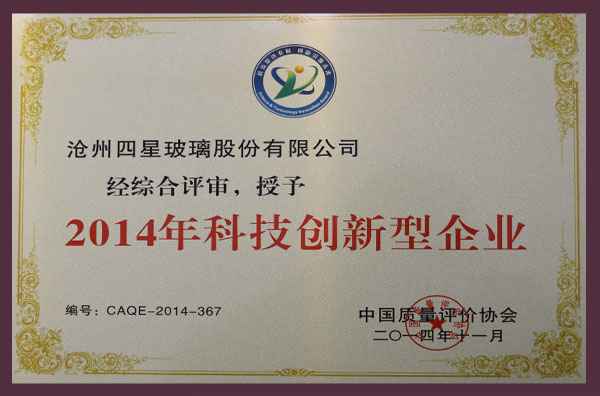 沧州四星玻璃股份有限公司
经综合评审，授予
2014年科技创新型企业
编号：CAQE-2014-367
中国质量评价协会
二〇一四年十一月